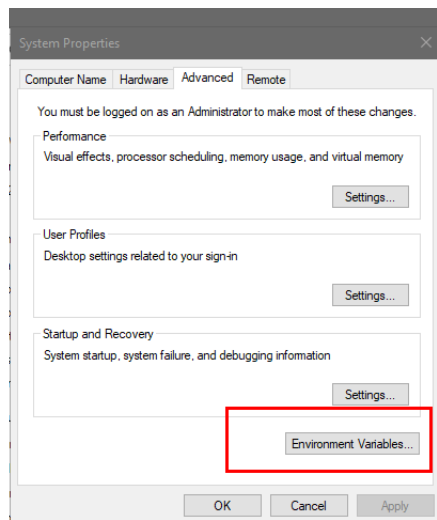 System Properties
Computer Name Hardware Advanced Remote
You must be logged on as an Administrator to make most of these changes.
Performance
Visual effects, processor scheduling, memory usage, and virtual memory
Settings...
User Profiles
Desktop settings related to your sign-in
Settings...
Startup and Recovery
System startup, system failure, and debugging information
Settings...
Environment Variables...
OK Cancel Apply